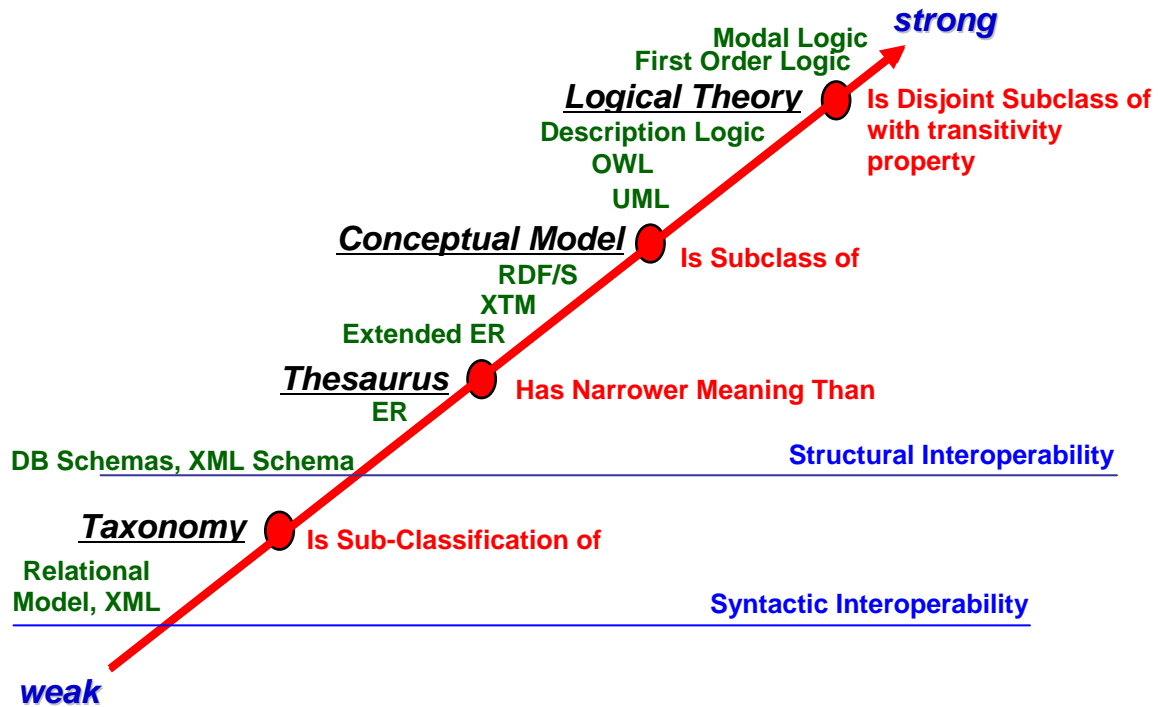 strong
Modal Logic
First Order Logic
Logical Theory
Is Disjoint Subclass of
with transitivity
property
Description Logic
OWL
UML
Conceptual Model
Is Subclass of
RDF/S
XTM
Extended ER
Thesaurus
Has Narrower Meaning Than
ER
DB Schemas, XML Schema
Structural Interoperability
Taxonomy
Is Sub-Classification of
Relational
Model, XML
Syntactic Interoperability
weak